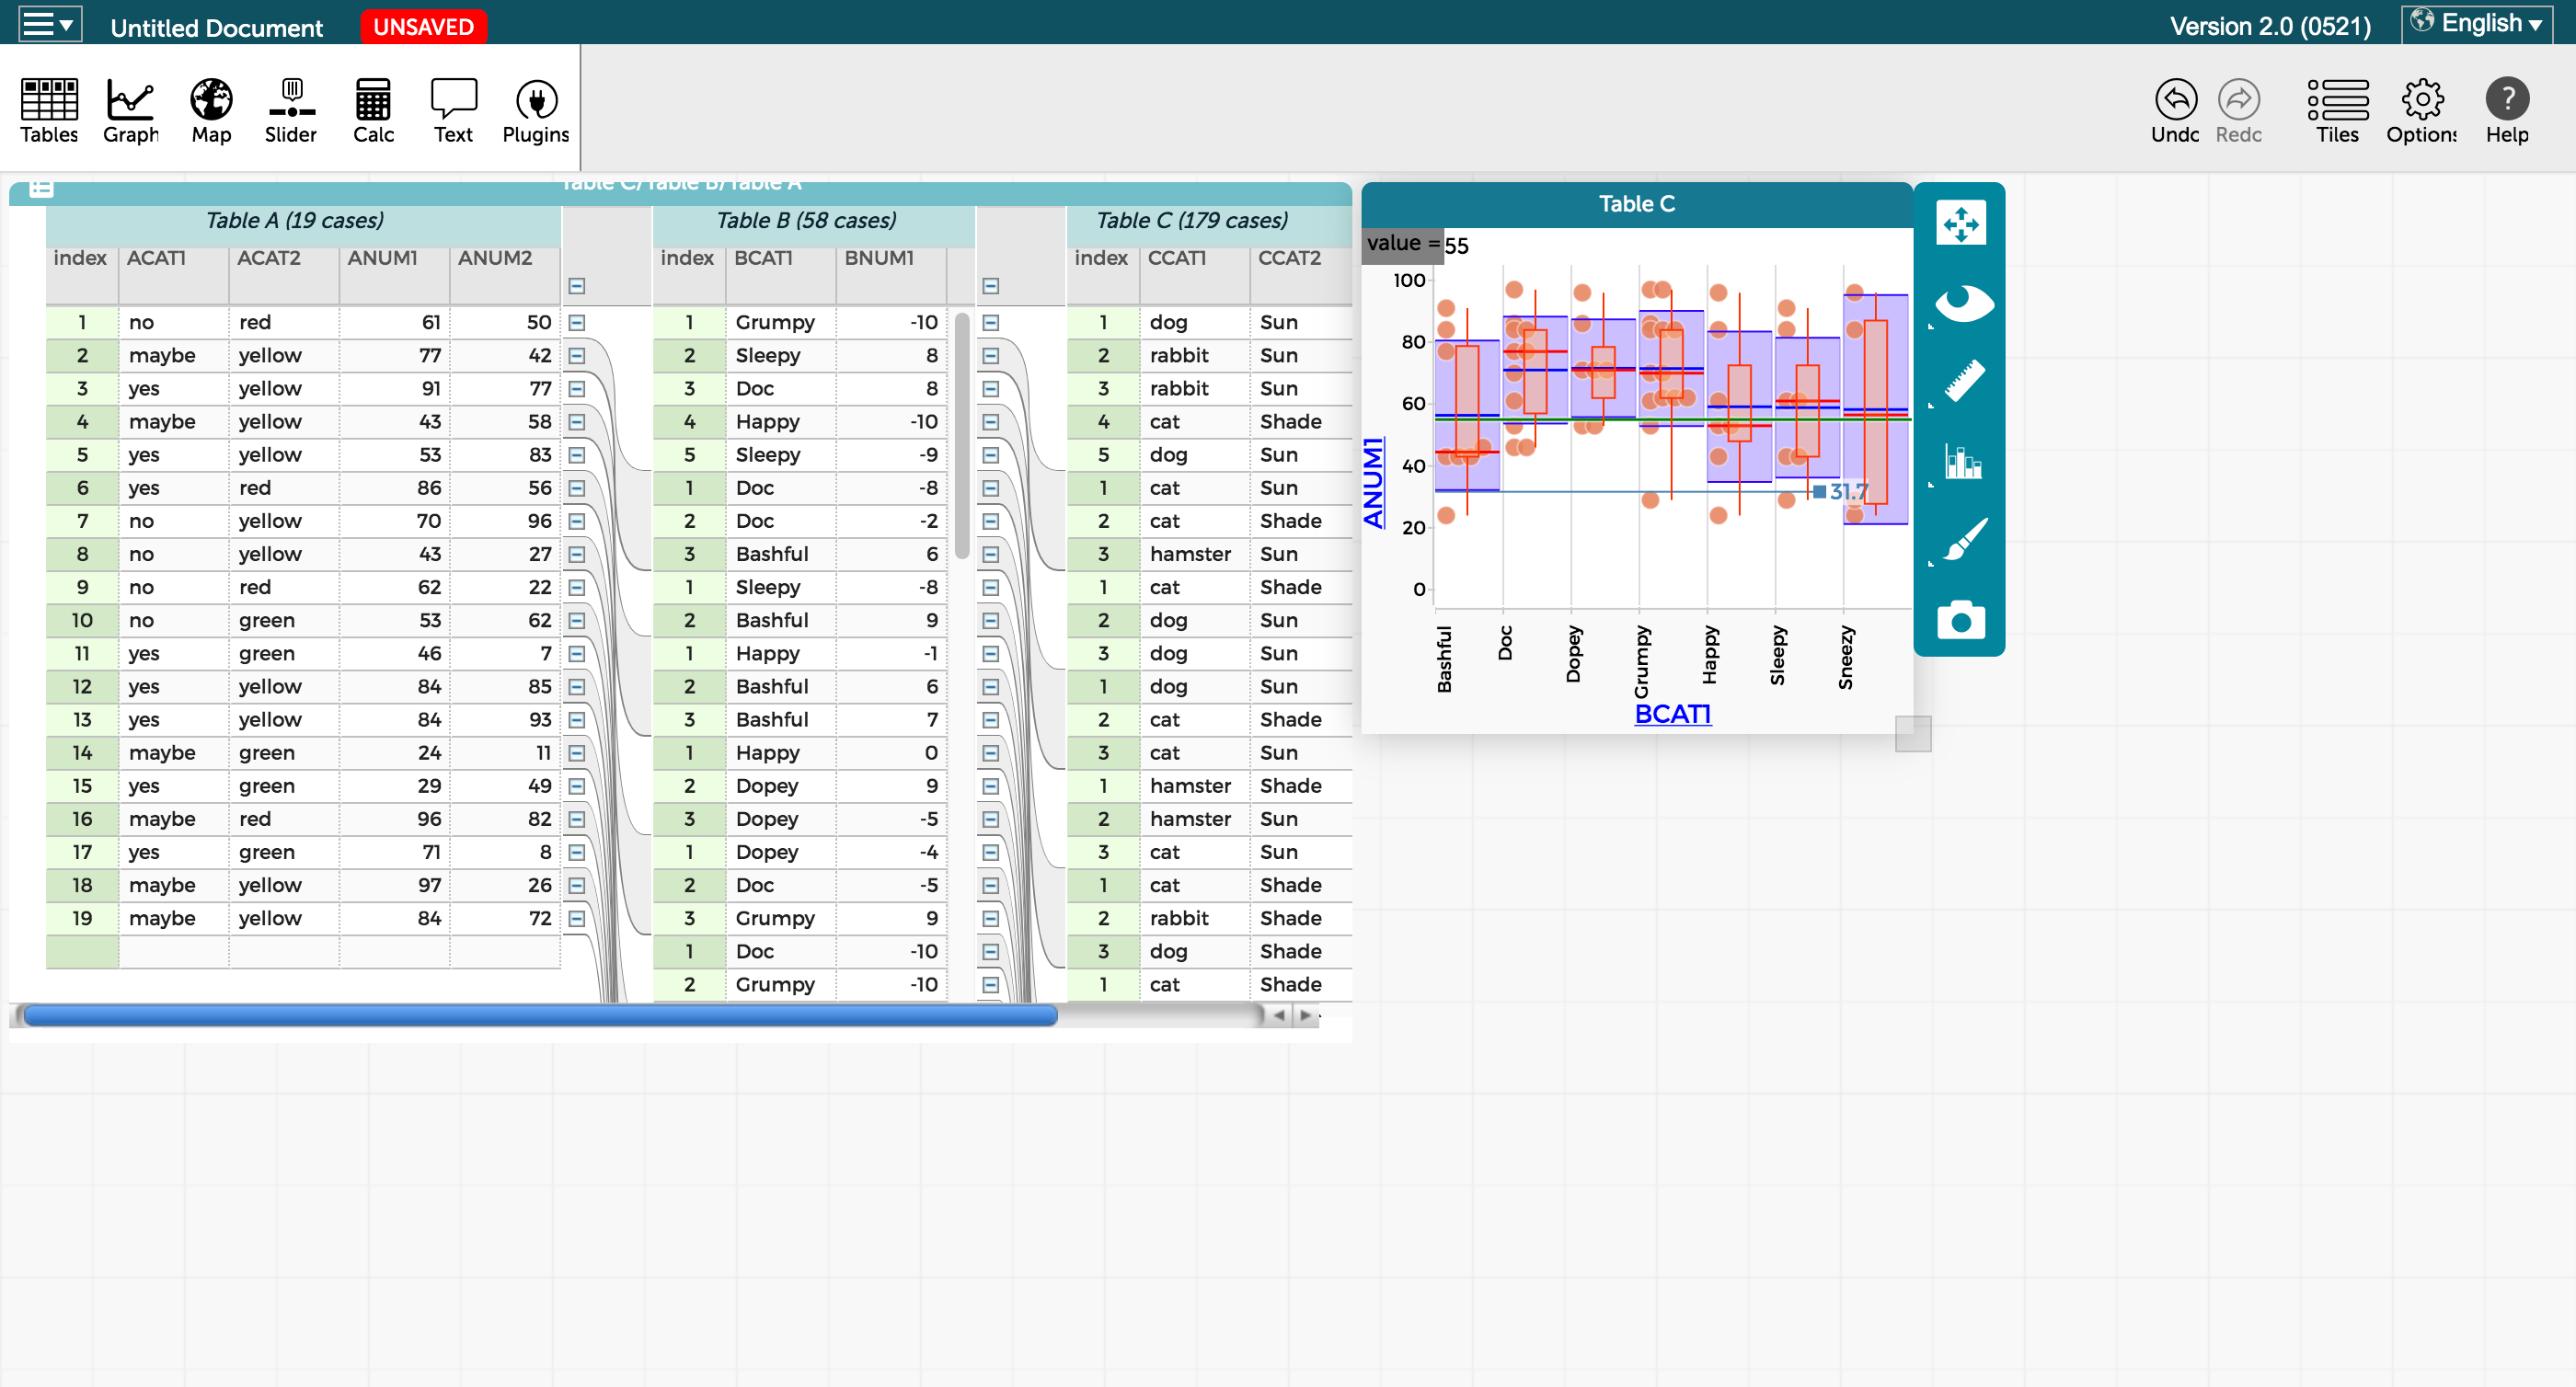 Untitled Document UNSAVED Version 2.0 (0521) English
Tables Graph Map Slider Calc Text Plugins Undo Redo Tiles Options Help
Table C/Table B/Table A
Table A (19 cases) Table B (58 cases) Table C (179 cases)
index ACAT1 ACAT2 ANUM1 ANUM2 index BCAT1 BNUM1 index CCAT1 CCAT2
1 no red 61 50 1 Grumpy -10 1 dog Sun
2 maybe yellow 77 42 2 Sleepy 8 2 rabbit Sun
3 yes yellow 91 77 3 Doc 8 3 rabbit Sun
4 maybe yellow 43 58 4 Happy -10 4 cat Shade
5 yes yellow 53 83 5 Sleepy -9 5 dog Sun
6 yes red 86 56 1 Doc -8 1 cat Sun
7 no yellow 70 96 2 Doc -2 2 cat Shade
8 no yellow 43 27 3 Bashful 6 3 hamster Sun
9 no red 62 22 1 Sleepy -8 1 cat Shade
10 no green 53 62 2 Bashful 9 2 dog Sun
11 yes green 46 7 1 Happy -1 3 dog Sun
12 yes yellow 84 85 2 Bashful 6 1 dog Sun
13 yes yellow 84 93 3 Bashful 7 2 cat Shade
14 maybe green 24 11 1 Happy 0 3 cat Sun
15 yes green 29 49 2 Dopey 9 1 hamster Shade
16 maybe red 96 82 3 Dopey -5 2 hamster Sun
17 yes green 71 8 1 Dopey -4 3 cat Sun
18 maybe yellow 97 26 2 Doc -5 1 cat Shade
19 maybe yellow 84 72 3 Grumpy 9 2 rabbit Shade
1 Doc -10 3 dog Shade
2 Grumpy -10 1 cat Shade
Table C
value = 55
100
80
60
40
20
0
ANUM1
31.7
Bashful Doc Dopey Grumpy Happy Sleepy Sneezy
BCAT1